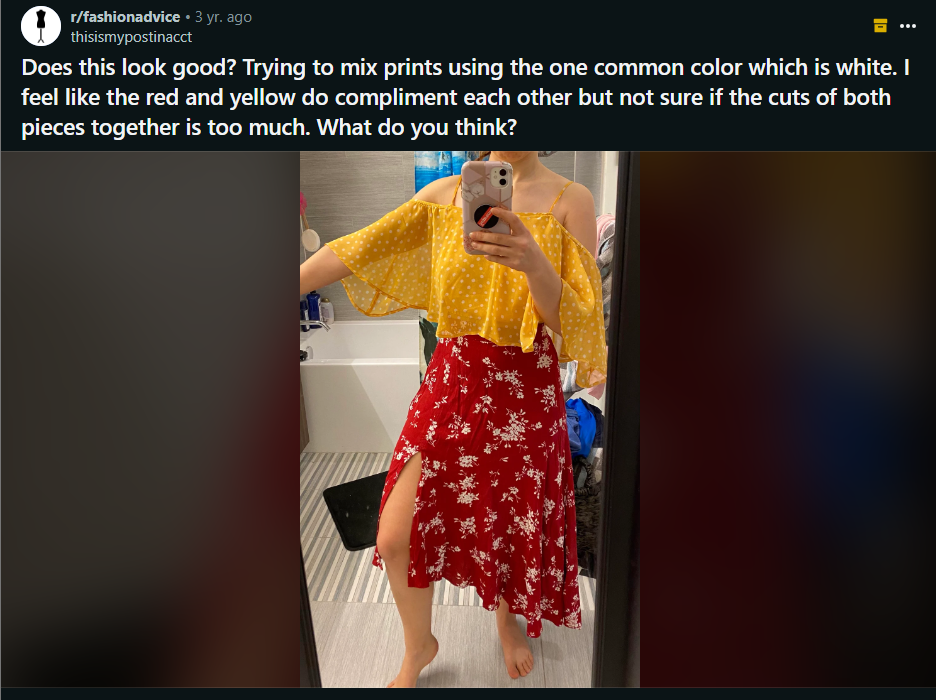 r/fashionadvice • 3 yr. ago
thisismypostinacct
Does this look good? Trying to mix prints using the one common color which is white. I
feel like the red and yellow do compliment each other but not sure if the cuts of both
pieces together is too much. What do you think?